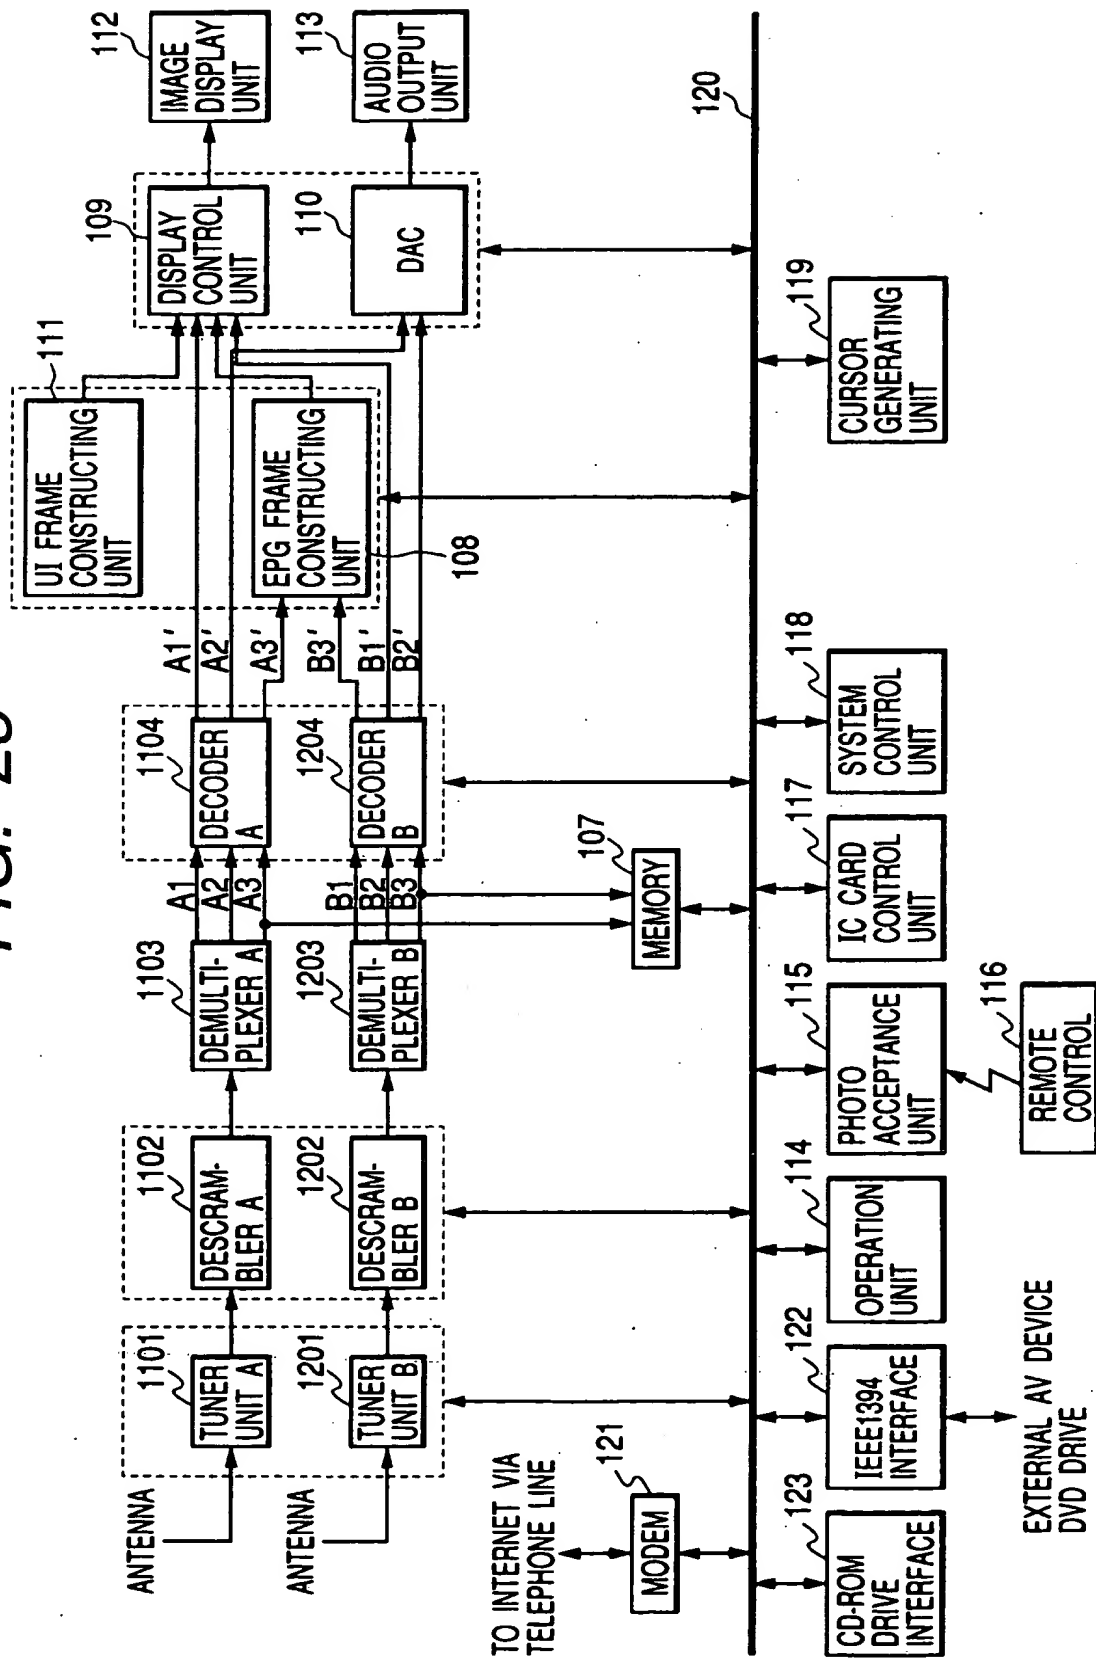 112
IMAGE
DISPLAY
UNIT
113
AUDIO
OUTPUT
UNIT
109
DISPLAY
CONTROL
UNIT
110
DAC
111
UI FRAME
CONSTRUCTING
UNIT
EPG FRAME
CONSTRUCTING
UNIT
108
A1'
A2'
A3'
B3'
B1'
B2'
1104
DECODER
A
1204
DECODER
B
A1
A2
A3
B1
B2
B3
1103
DEMULTI-
PLEXER A
1203
DEMULTI-
PLEXER B
1102
DESCRAM-
BLER A
1202
DESCRAM-
BLER B
1101
TUNER
UNIT A
1201
TUNER
UNIT B
ANTENNA
ANTENNA
TO INTERNET VIA
TELEPHONE LINE
121
MODEM
107
MEMORY
120
123
CD-ROM
DRIVE
INTERFACE
122
IEEE1394
INTERFACE
EXTERNAL AV DEVICE
DVD DRIVE
114
OPERATION
UNIT
115
PHOTO
ACCEPTANCE
UNIT
116
REMOTE
CONTROL
117
IC CARD
CONTROL
UNIT
118
SYSTEM
CONTROL
UNIT
119
CURSOR
GENERATING
UNIT